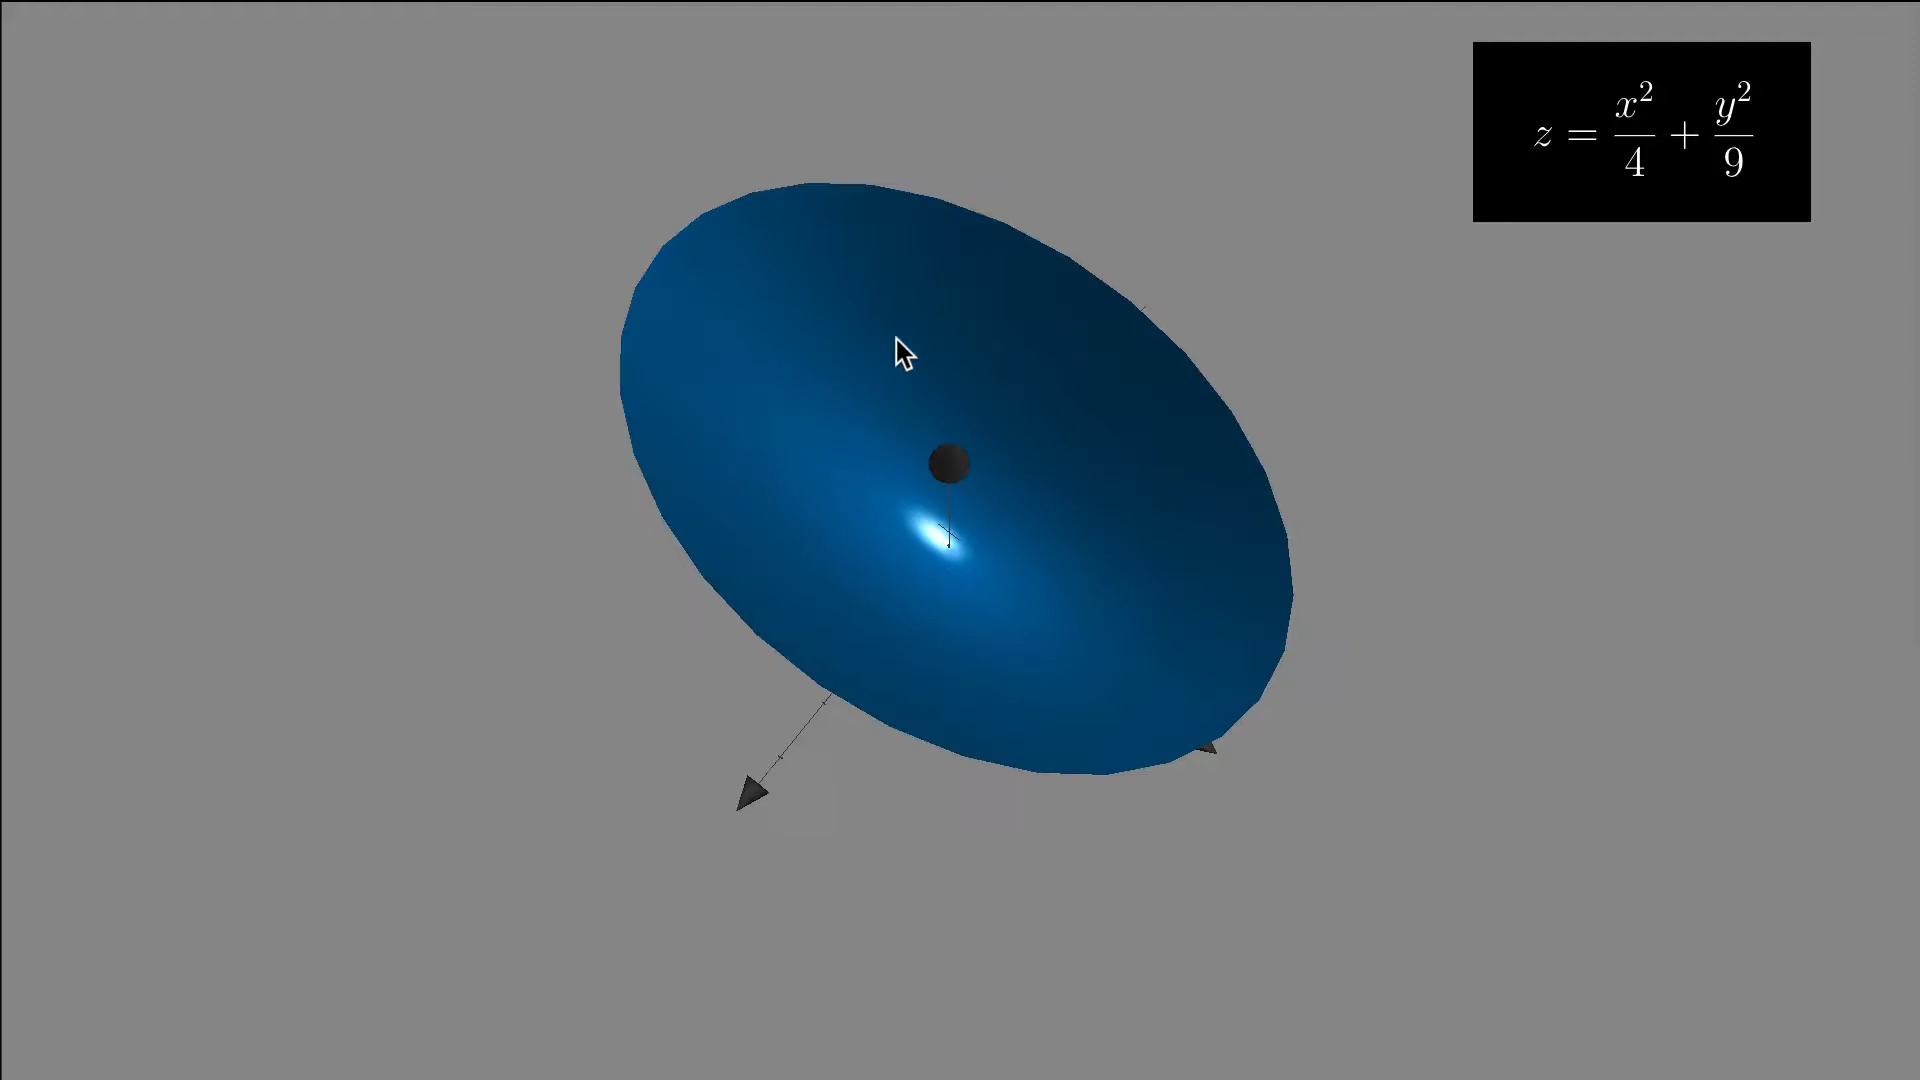 z = x²/4 + y²/9